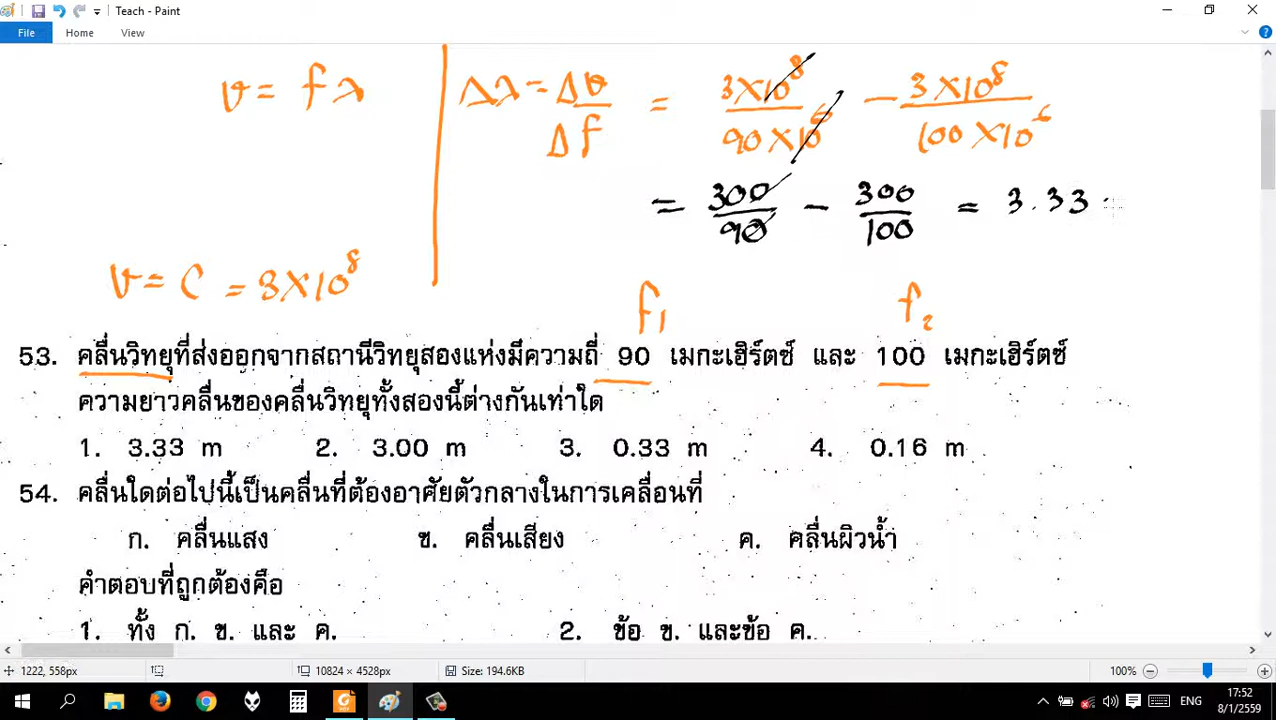 Teach - Paint
File Home View
v = fλ
Δλ = Δv/Δf = 3×10⁸/90×10⁶ - 3×10⁸/100×10⁶
= 300/90 - 300/100 = 3.33
v = c = 3×10⁸
f₁ f₂
53. คลื่นวิทยุที่ส่งออกจากสถานีวิทยุสองแห่งมีความถี่ 90 เมกะเฮิร์ตซ์ และ 100 เมกะเฮิร์ตซ์
ความยาวคลื่นของคลื่นวิทยุทั้งสองนี้ต่างกันเท่าใด
1. 3.33 m 2. 3.00 m 3. 0.33 m 4. 0.16 m
54. คลื่นใดต่อไปนี้เป็นคลื่นที่ต้องอาศัยตัวกลางในการเคลื่อนที่
ก. คลื่นแสง ข. คลื่นเสียง ค. คลื่นผิวน้ำ
คำตอบที่ถูกต้องคือ
1. ทั้ง ก. ข. และ ค. 2. ข้อ ข. และข้อ ค.
1222, 558px 10824 × 4528px Size: 194.6KB 100%
ENG 17:52
8/1/2559